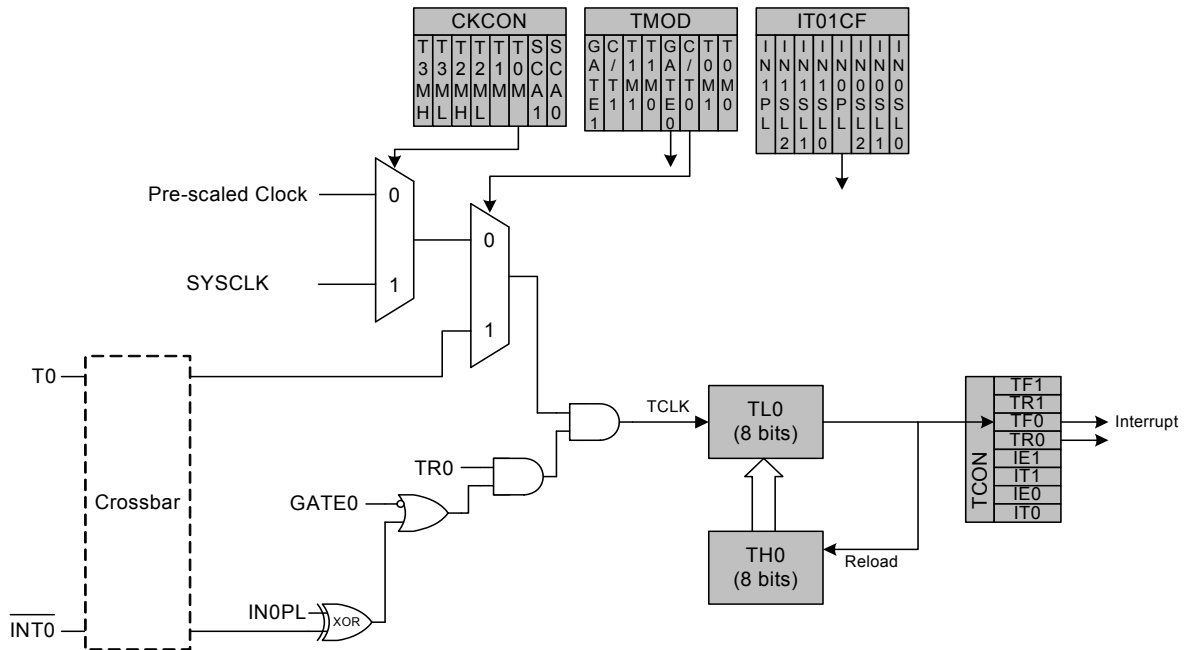 CKCON
TMOD
IT01CF
T3MH
T3ML
T2MH
T2ML
T1M
T0M
SCA1
SCA0
GATE1
C/T1
T1M1
T1M0
GATE0
C/T0
T0M1
T0M0
IN1PL
IN1SL2
IN1SL1
IN1SL0
IN0PL
IN0SL2
IN0SL1
IN0SL0
Pre-scaled Clock
0
SYSCLK
1
0
1
T0
Crossbar
INT0
TR0
GATE0
IN0PL
XOR
TCLK
TL0
(8 bits)
TH0
(8 bits)
Reload
TCON
TF1
TR1
TF0
TR0
IE1
IT1
IE0
IT0
Interrupt